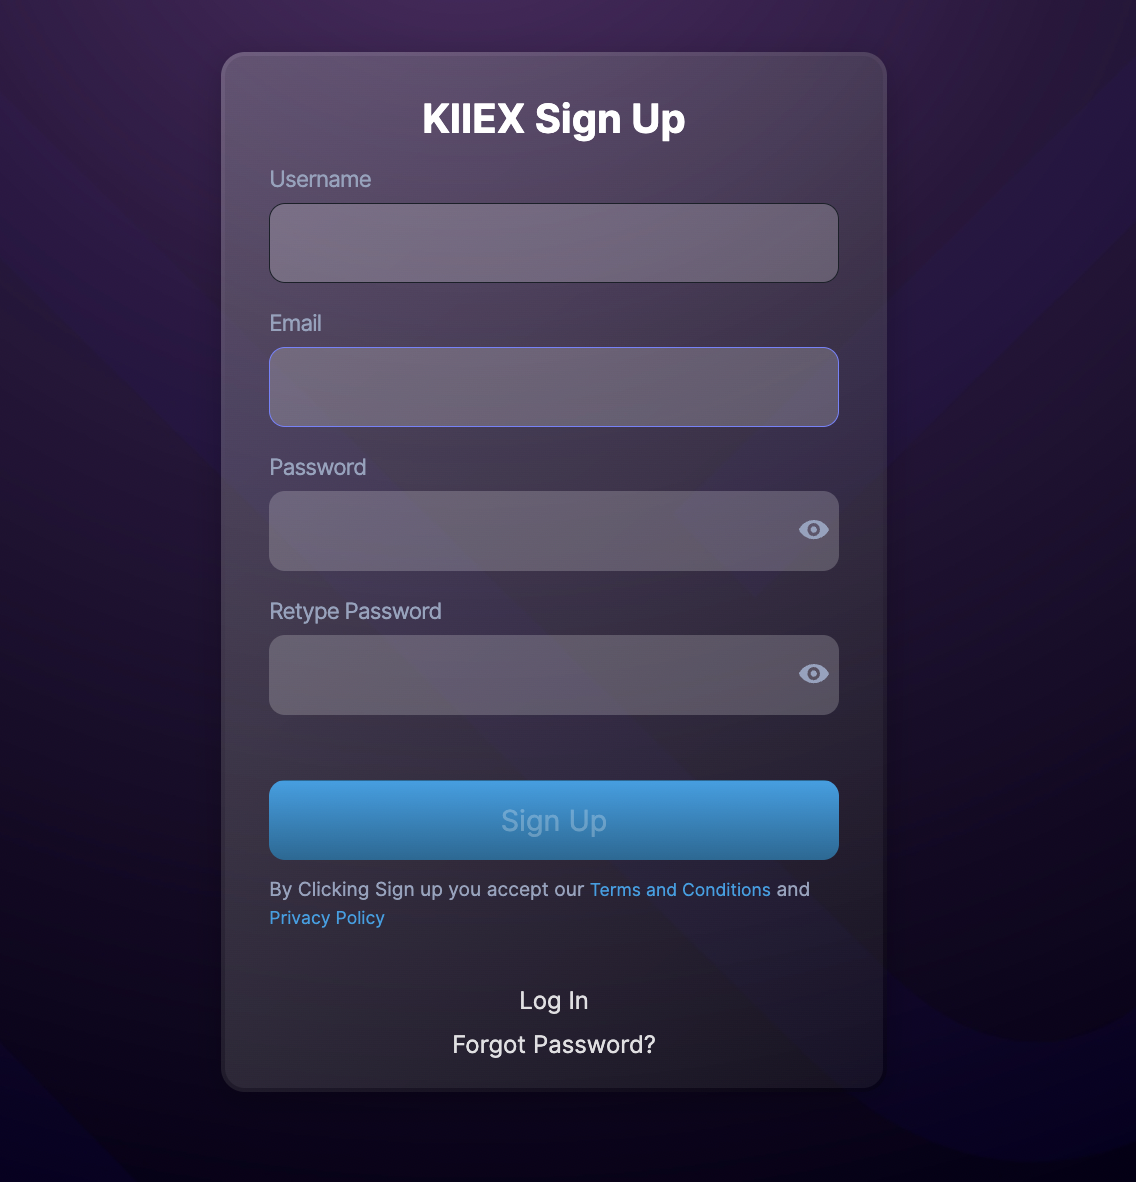 KIIEX Sign Up
Username
Email
Password
Retype Password
Sign Up
By Clicking Sign up you accept our Terms and Conditions and
Privacy Policy
Log In
Forgot Password?